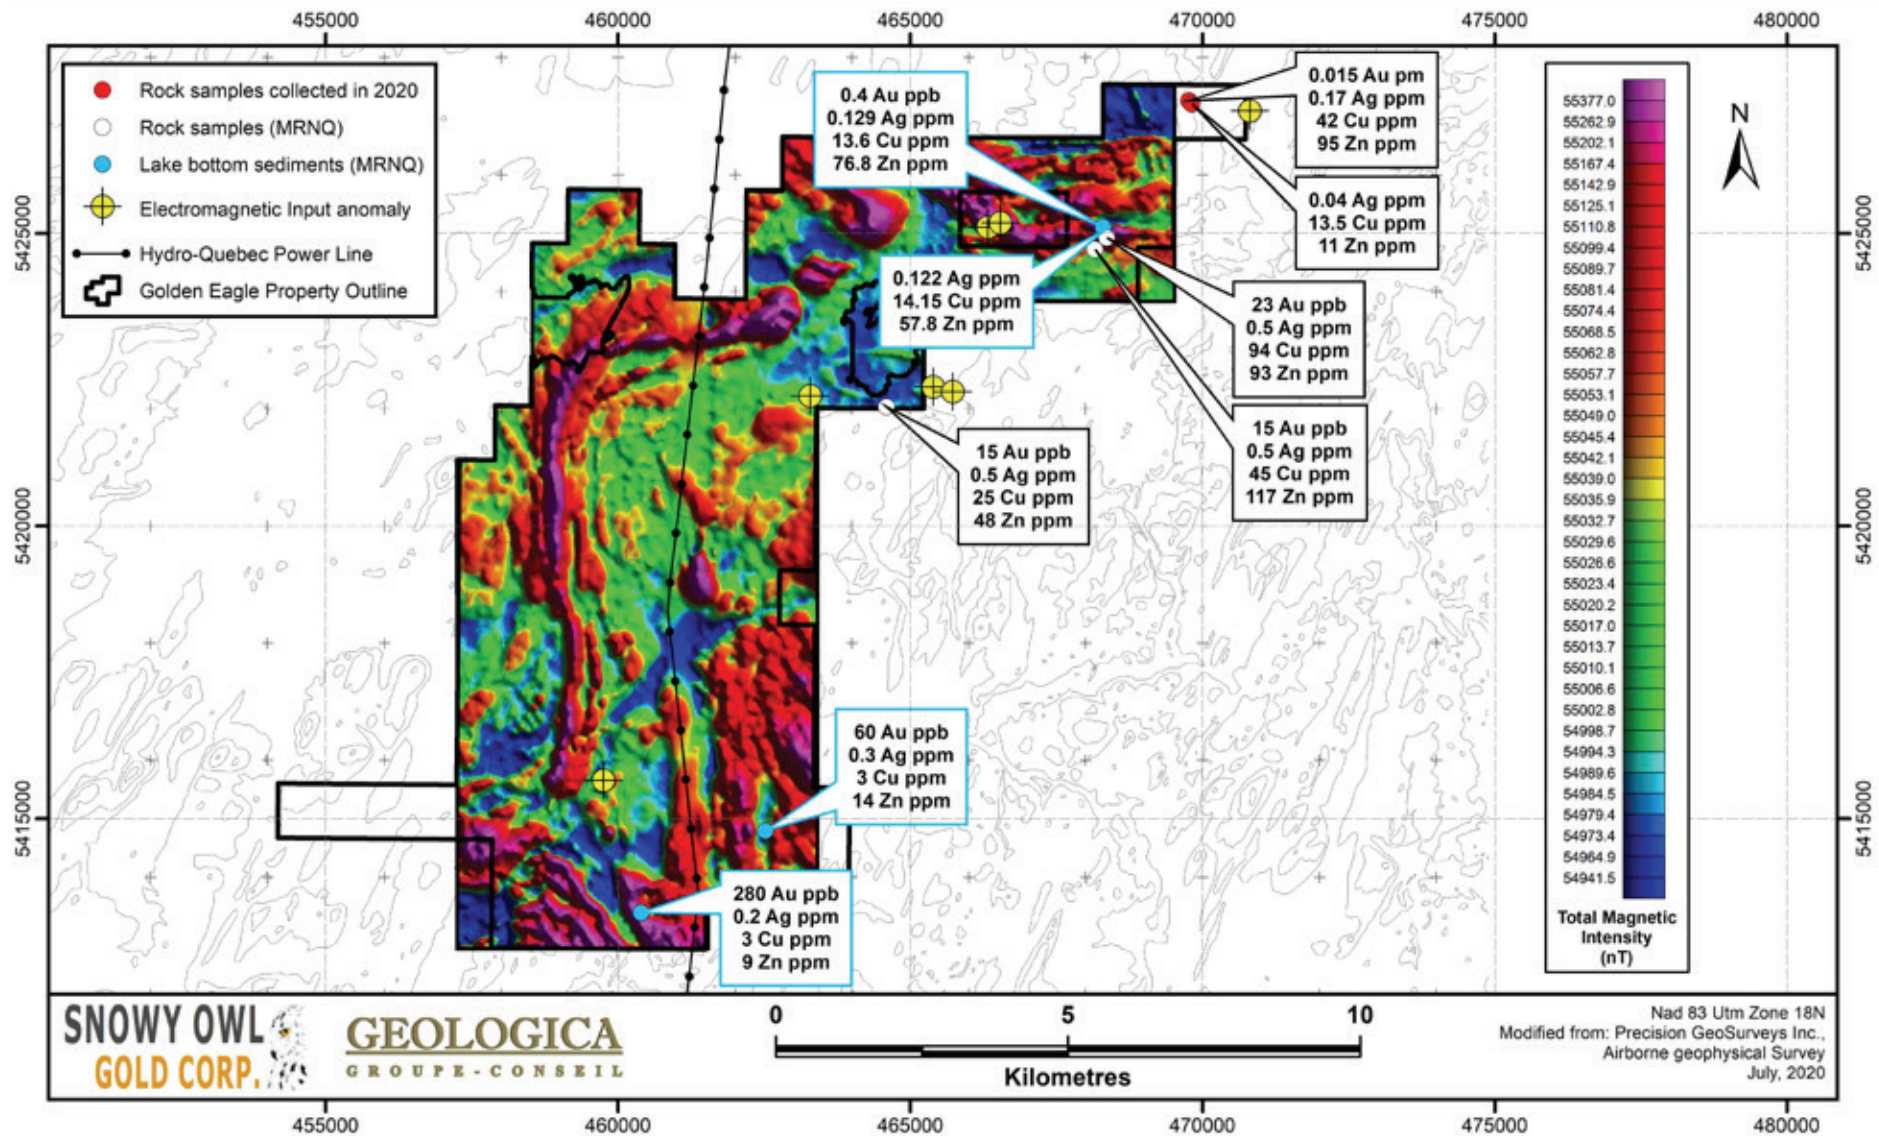 455000
460000
465000
470000
475000
480000
5425000
5420000
5415000
Rock samples collected in 2020
Rock samples (MRNQ)
Lake bottom sediments (MRNQ)
Electromagnetic Input anomaly
Hydro-Quebec Power Line
Golden Eagle Property Outline
0.4 Au ppb
0.129 Ag ppm
13.6 Cu ppm
76.8 Zn ppm
0.015 Au pm
0.17 Ag ppm
42 Cu ppm
95 Zn ppm
0.04 Ag ppm
13.5 Cu ppm
11 Zn ppm
0.122 Ag ppm
14.15 Cu ppm
57.8 Zn ppm
23 Au ppb
0.5 Ag ppm
94 Cu ppm
93 Zn ppm
15 Au ppb
0.5 Ag ppm
45 Cu ppm
117 Zn ppm
15 Au ppb
0.5 Ag ppm
25 Cu ppm
48 Zn ppm
60 Au ppb
0.3 Ag ppm
3 Cu ppm
14 Zn ppm
280 Au ppb
0.2 Ag ppm
3 Cu ppm
9 Zn ppm
N
55377.0
55262.9
55202.1
55167.4
55142.9
55125.1
55110.8
55099.4
55089.7
55081.4
55074.4
55068.5
55062.8
55057.7
55053.1
55049.0
55045.4
55042.1
55039.0
55035.9
55032.7
55029.6
55026.6
55023.4
55020.2
55017.0
55013.7
55010.1
55006.6
55002.8
54998.7
54994.3
54989.6
54984.5
54979.4
54973.4
54964.9
54941.5
Total Magnetic
Intensity
(nT)
5425000
5420000
5415000
SNOWY OWL
GOLD CORP.
GEOLOGICA
GROUPE-CONSEIL
0 5 10
Kilometres
Nad 83 Utm Zone 18N
Modified from: Precision GeoSurveys Inc.,
Airborne geophysical Survey
July, 2020
455000
460000
465000
470000
475000
480000